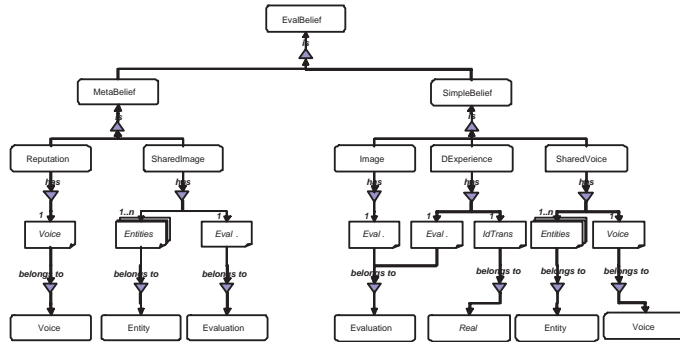 EvalBelief
is
MetaBelief
SimpleBelief
is
is
Reputation
SharedImage
Image
DExperience
SharedVoice
has
has
has
has
has
1
1..n
1
1
1
1
1..n
1
Voice
Entities
Eval .
Eval .
Eval .
IdTrans
Entities
Voice
belongs to
belongs to
belongs to
belongs to
belongs to
belongs to
belongs to
Voice
Entity
Evaluation
Evaluation
Real
Entity
Voice